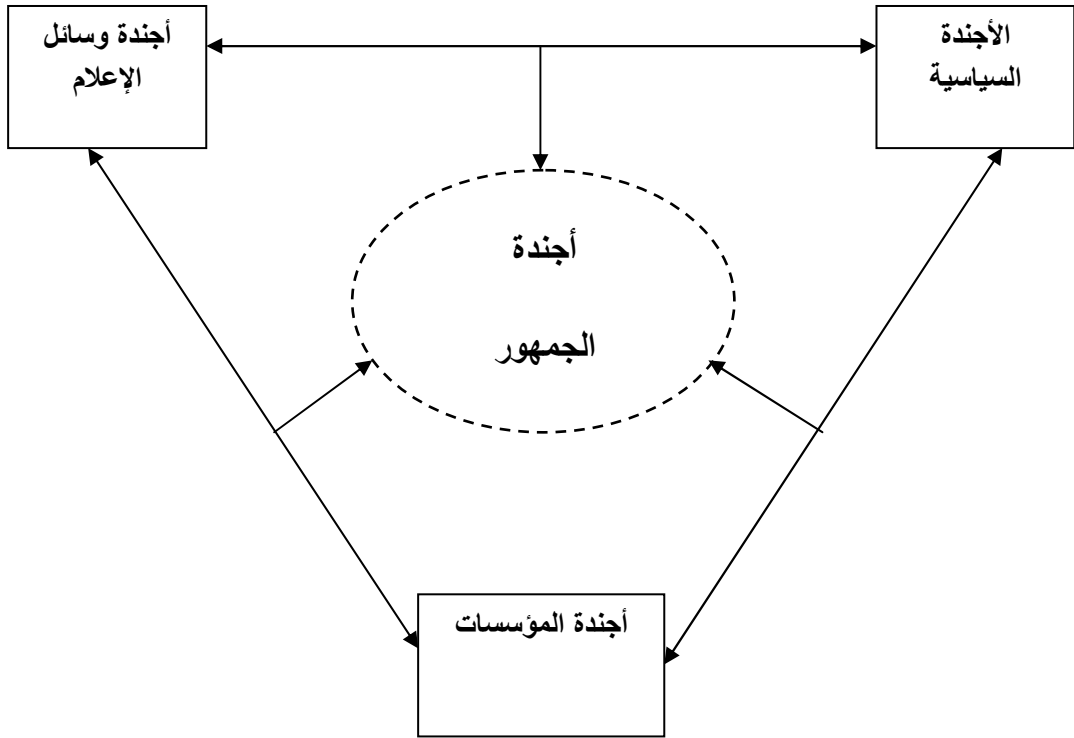 الأجندة
السياسية
أجندة وسائل
الإعلام
أجندة
الجمهور
أجندة المؤسسات